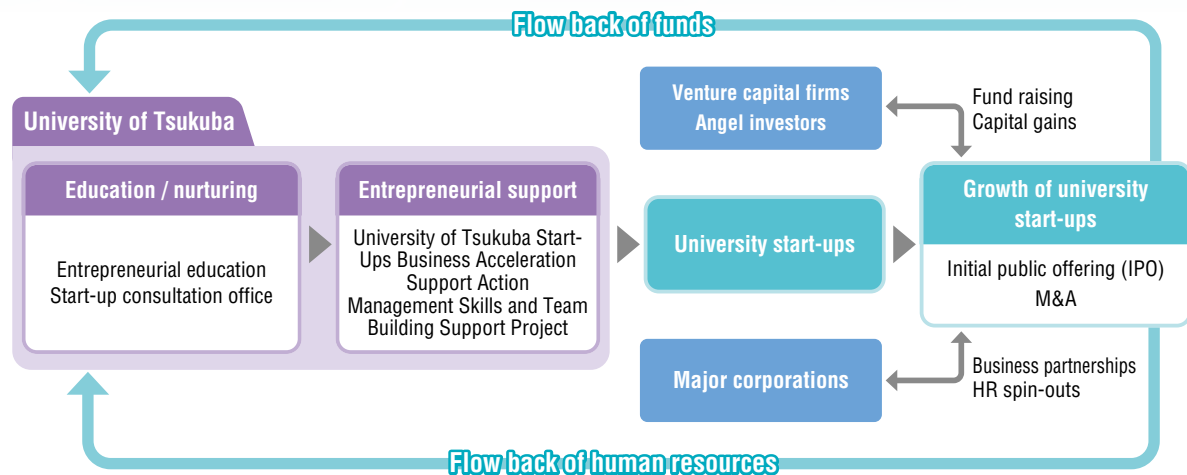 Flow back of funds
University of Tsukuba
Education / nurturing
Entrepreneurial education
Start-up consultation office
Entrepreneurial support
University of Tsukuba Start-
Ups Business Acceleration
Support Action
Management Skills and Team
Building Support Project
Venture capital firms
Angel investors
Fund raising
Capital gains
University start-ups
Growth of university
start-ups
Initial public offering (IPO)
M&A
Major corporations
Business partnerships
HR spin-outs
Flow back of human resources